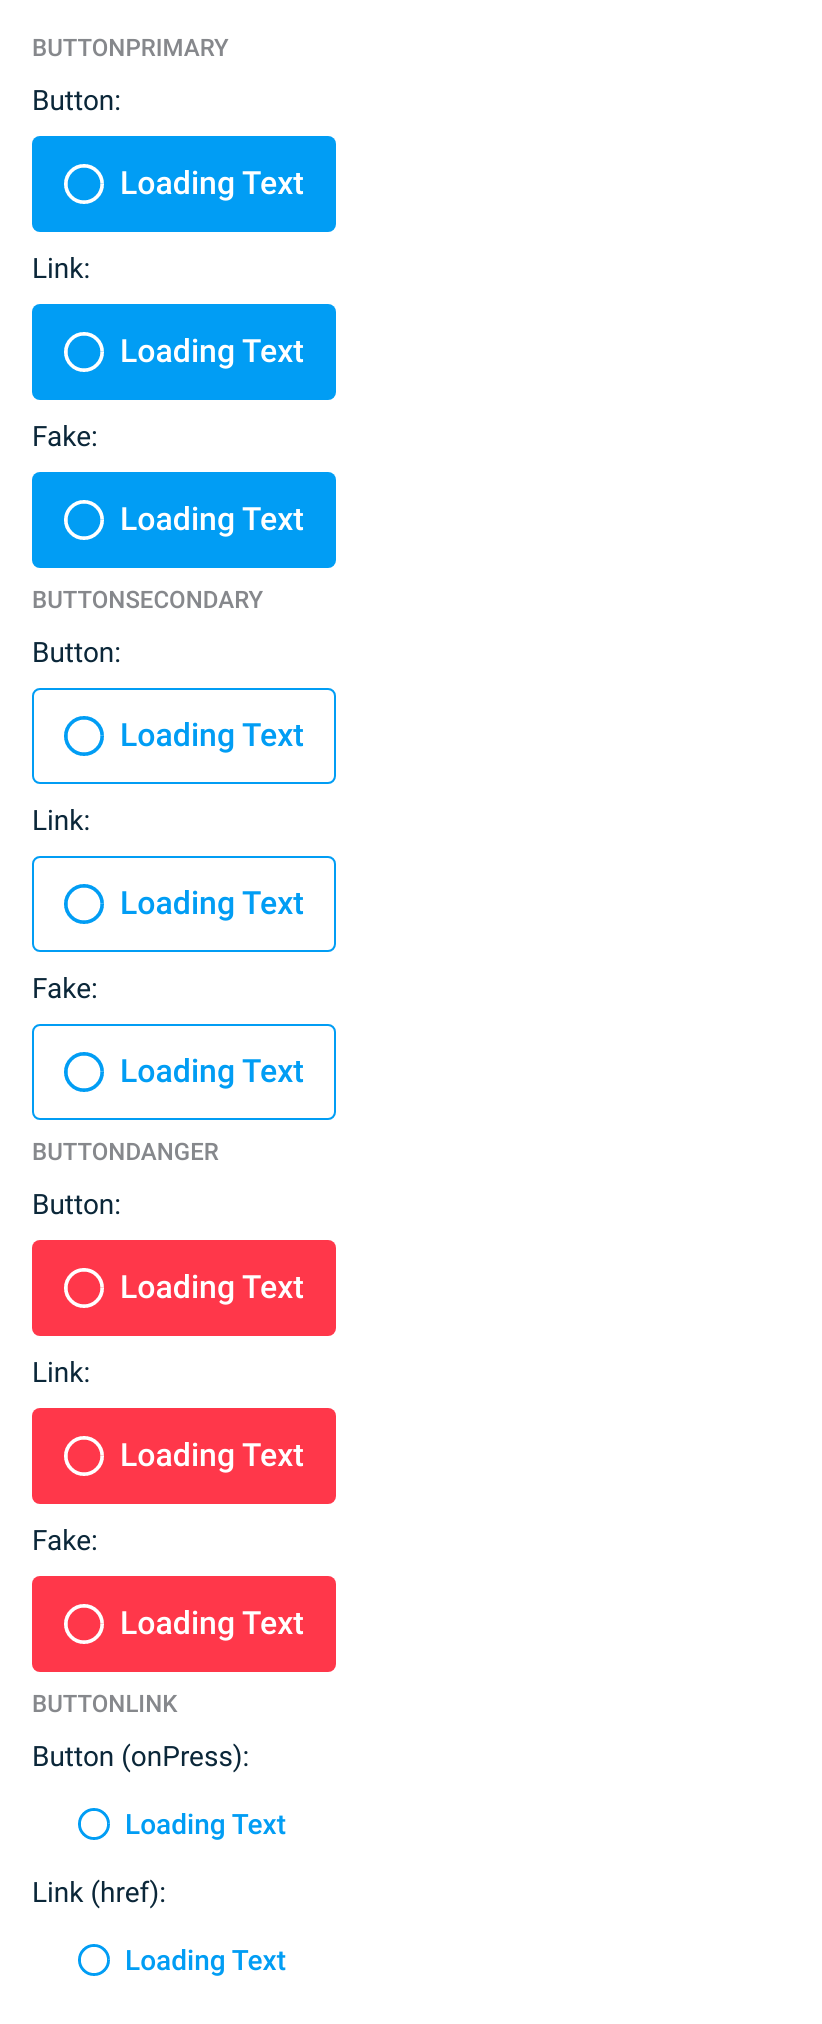 BUTTONPRIMARY
Button:
Loading Text
Link:
Loading Text
Fake:
Loading Text
BUTTONSECONDARY
Button:
Loading Text
Link:
Loading Text
Fake:
Loading Text
BUTTONDANGER
Button:
Loading Text
Link:
Loading Text
Fake:
Loading Text
BUTTONLINK
Button (onPress):
Loading Text
Link (href):
Loading Text